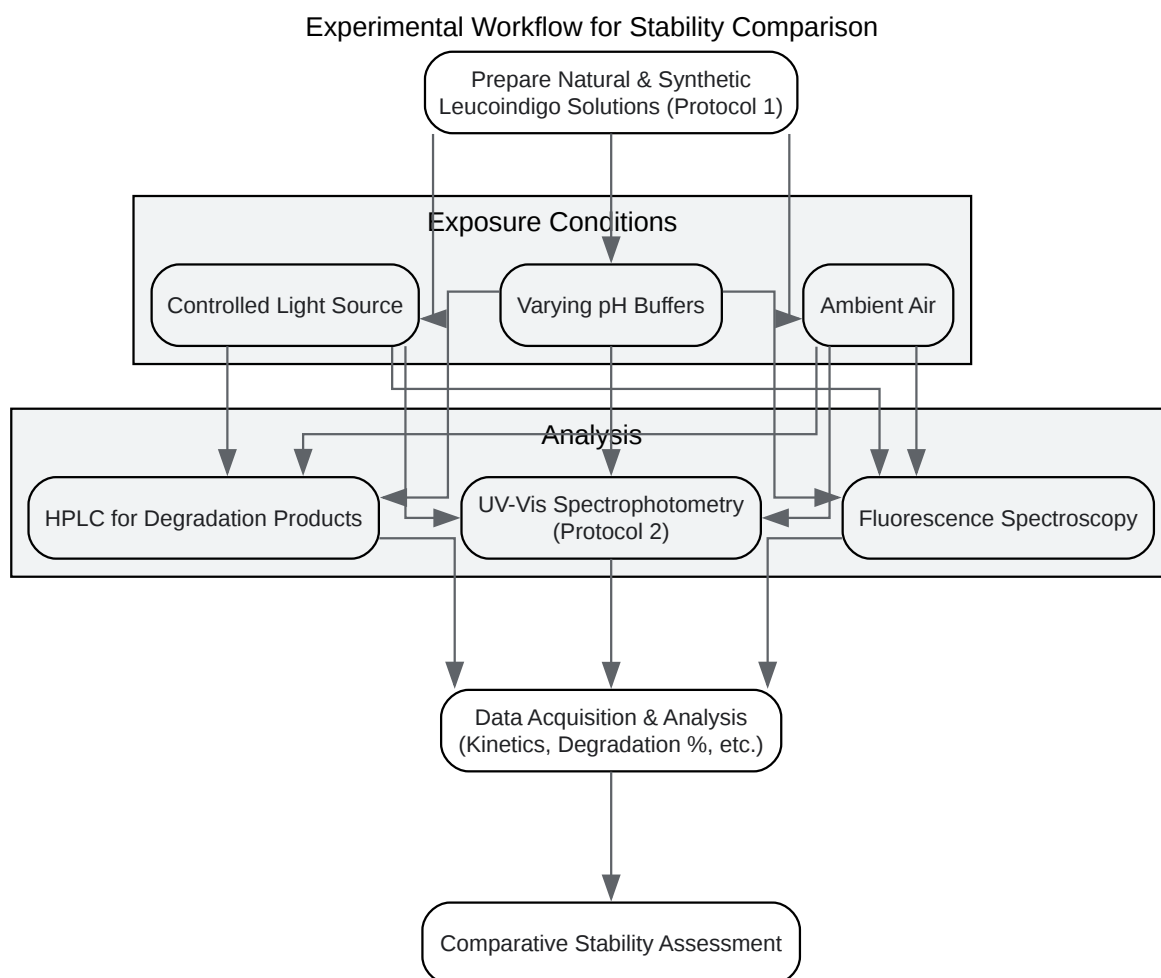 Experimental Workflow for Stability Comparison
Prepare Natural & Synthetic
Leucoindigo Solutions (Protocol 1)
Exposure Conditions
Controlled Light Source
Varying pH Buffers
Ambient Air
Analysis
HPLC for Degradation Products
UV-Vis Spectrophotometry
(Protocol 2)
Fluorescence Spectroscopy
Data Acquisition & Analysis
(Kinetics, Degradation %, etc.)
Comparative Stability Assessment